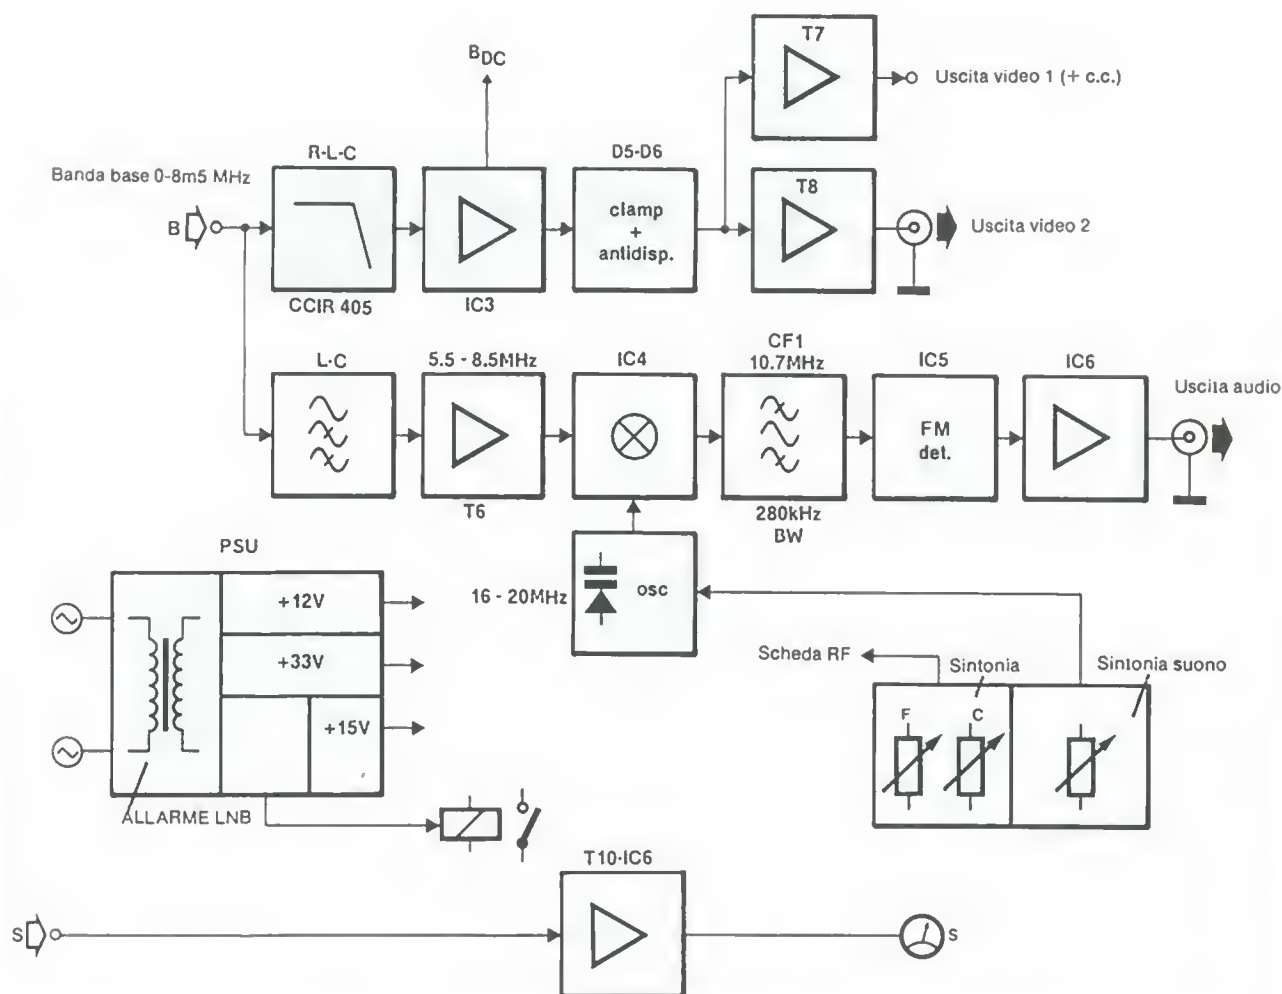 T7
BDC
Uscita video 1 (+ c.c.)
R-L-C
D5-D6
Banda base 0-8m5 MHz
T8
clamp
+
antidisp.
B
Uscita video 2
CCIR 405
IC3
CF1
L-C
5.5 - 8.5MHz
IC4
10.7MHz
IC5
IC6
Uscita audio
FM
det.
T6
280kHz
BW
PSU
+12V
16 - 20MHz
osc
+33V
Scheda RF
Sintonia
Sintonia suono
+15V
F
C
ALLARME LNB
T10-IC6
S
S